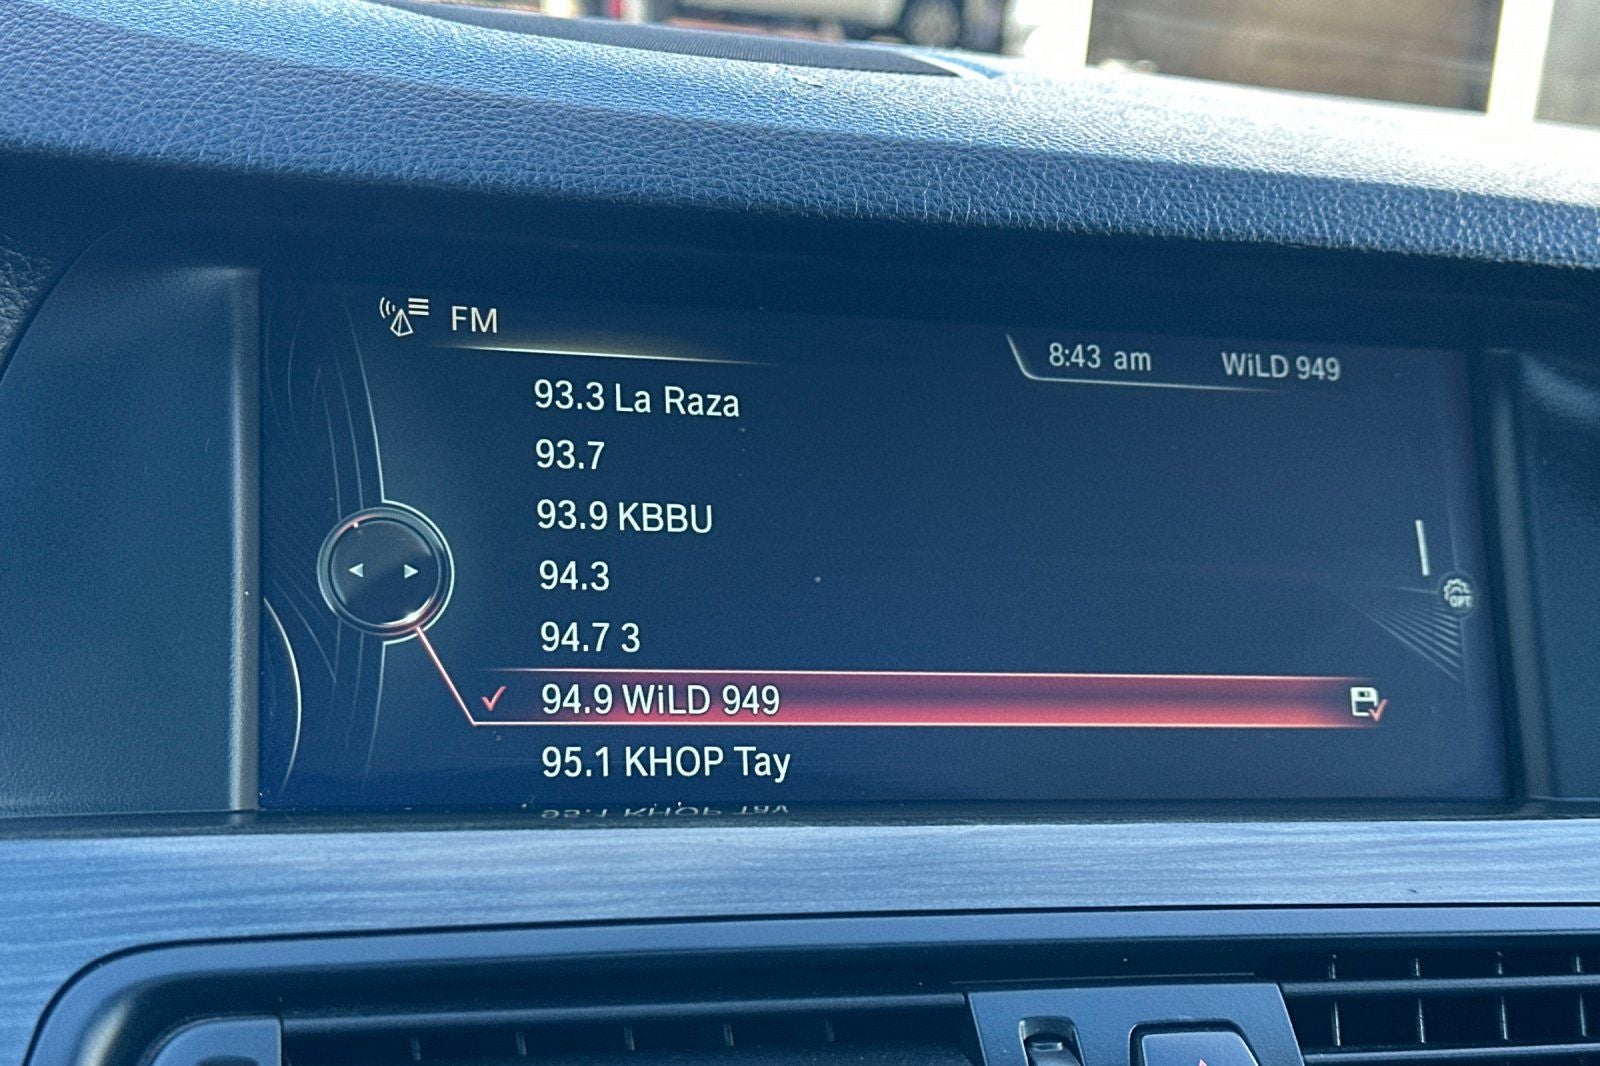 FM
8:43 am WiLD 949
93.3 La Raza
93.7
93.9 KBBU
94.3
94.7 3
94.9 WiLD 949
95.1 KHOP Tay
OPT